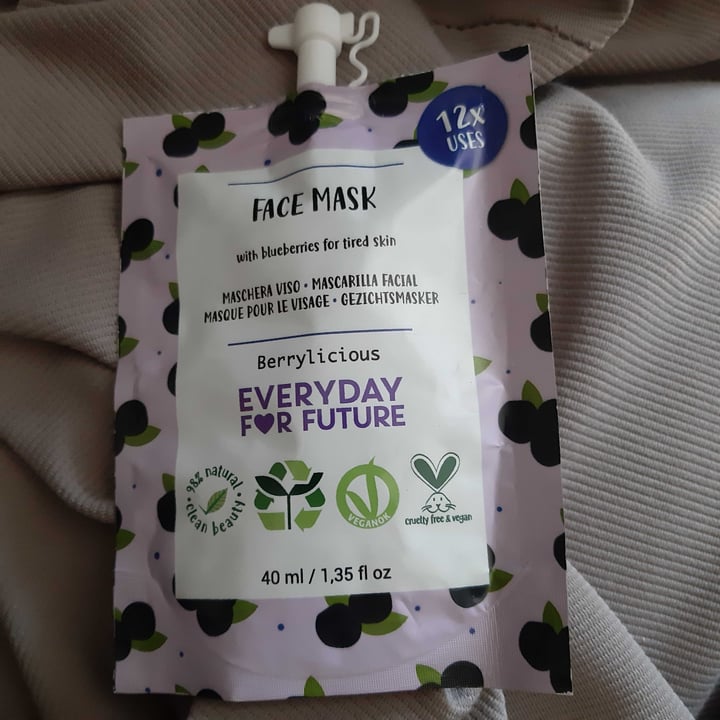 12x
USES
FACE MASK
with blueberries for tired skin
MASCHERA VISO • MASCARILLA FACIAL
MASQUE POUR LE VISAGE • GEZICHTSMASKER
Berrylicious
EVERYDAY
F♥R FUTURE
98% natural
• clean beauty •
VEGANOK
cruelty free & vegan
40 ml / 1,35 fl oz